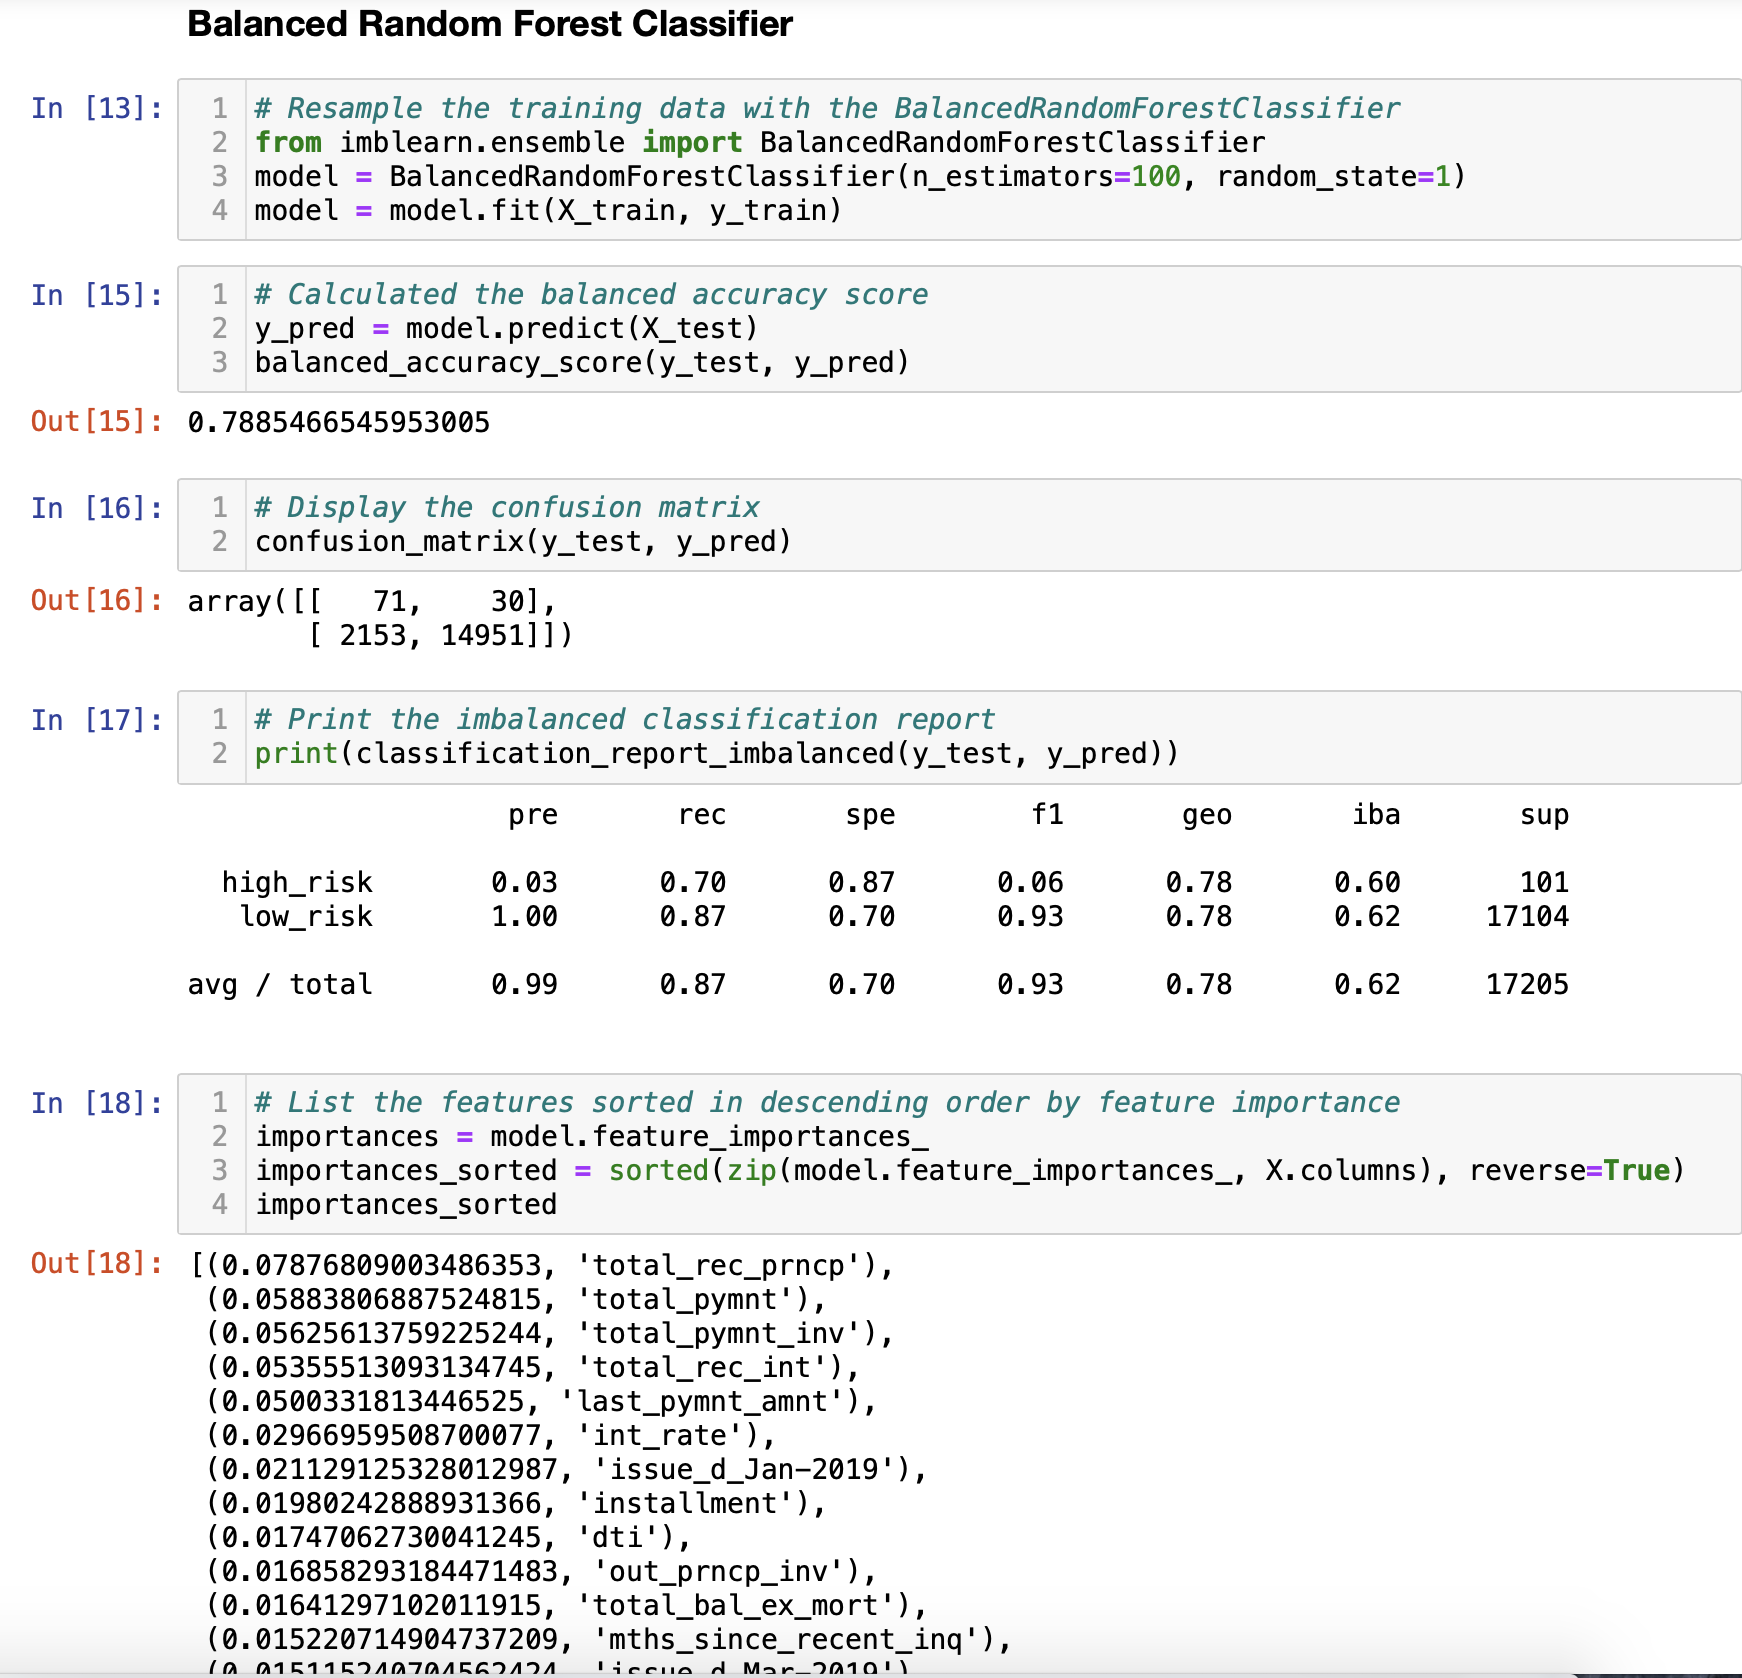 Balanced Random Forest Classifier
In [13]:
1 # Resample the training data with the BalancedRandomForestClassifier
2 from imblearn.ensemble import BalancedRandomForestClassifier
3 model = BalancedRandomForestClassifier(n_estimators=100, random_state=1)
4 model = model.fit(X_train, y_train)
In [15]:
1 # Calculated the balanced accuracy score
2 y_pred = model.predict(X_test)
3 balanced_accuracy_score(y_test, y_pred)
Out[15]: 0.7885466545953005
In [16]:
1 # Display the confusion matrix
2 confusion_matrix(y_test, y_pred)
Out[16]: array([[   71,    30],
       [ 2153, 14951]])
In [17]:
1 # Print the imbalanced classification report
2 print(classification_report_imbalanced(y_test, y_pred))
pre rec spe f1 geo iba sup
high_risk 0.03 0.70 0.87 0.06 0.78 0.60 101
low_risk 1.00 0.87 0.70 0.93 0.78 0.62 17104
avg / total 0.99 0.87 0.70 0.93 0.78 0.62 17205
In [18]:
1 # List the features sorted in descending order by feature importance
2 importances = model.feature_importances_
3 importances_sorted = sorted(zip(model.feature_importances_, X.columns), reverse=True)
4 importances_sorted
Out[18]: [(0.07876809003486353, 'total_rec_prncp'),
(0.05883806887524815, 'total_pymnt'),
(0.05625613759225244, 'total_pymnt_inv'),
(0.05355513093134745, 'total_rec_int'),
(0.0500331813446525, 'last_pymnt_amnt'),
(0.02966959508700077, 'int_rate'),
(0.021129125328012987, 'issue_d_Jan-2019'),
(0.01980242888931366, 'installment'),
(0.01747062730041245, 'dti'),
(0.016858293184471483, 'out_prncp_inv'),
(0.01641297102011915, 'total_bal_ex_mort'),
(0.015220714904737209, 'mths_since_recent_inq'),
(0.015115240704562424, 'issue_d_Mar-2019'),